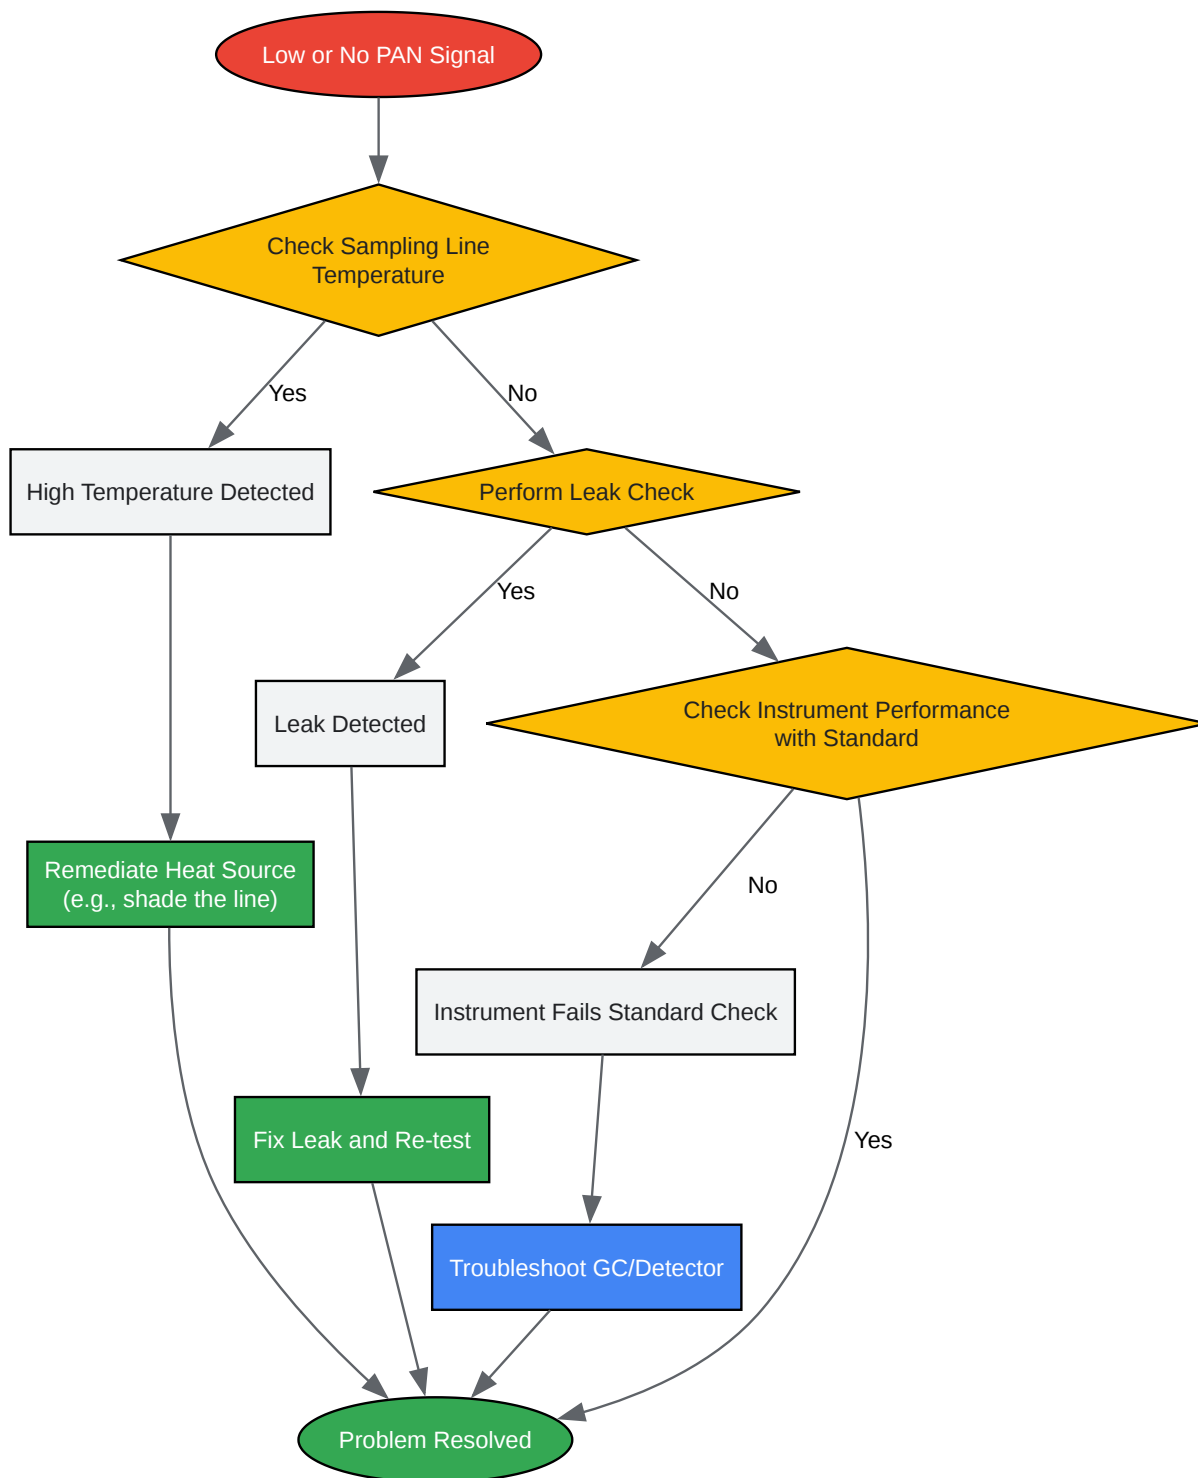 Low or No PAN Signal
Check Sampling Line
Temperature
Yes
No
High Temperature Detected
Perform Leak Check
Yes
No
Leak Detected
Check Instrument Performance
with Standard
Remediate Heat Source
(e.g., shade the line)
No
Instrument Fails Standard Check
Fix Leak and Re-test
Yes
Troubleshoot GC/Detector
Problem Resolved